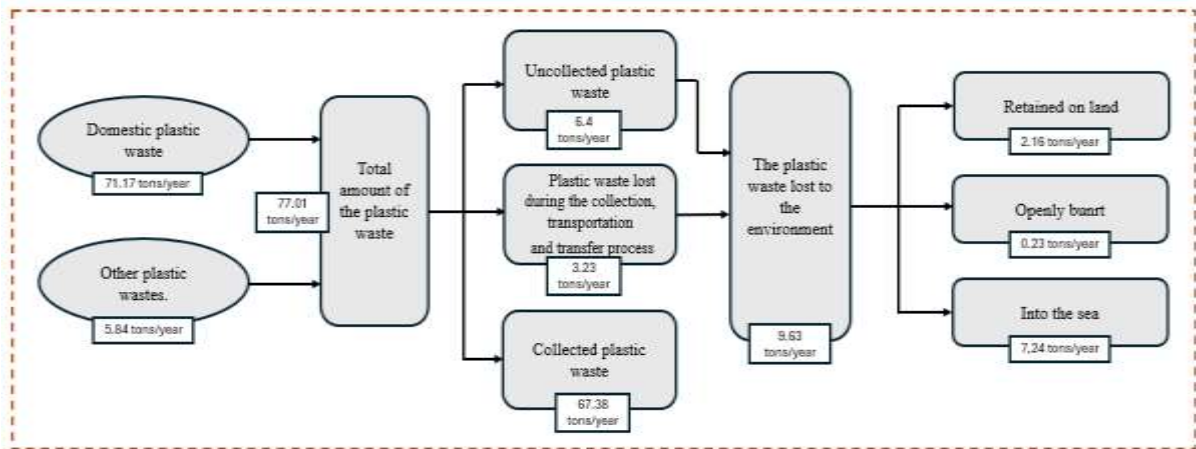 Domestic plastic
waste
71.17 tons/year
Other plastic
wastes.
5.84 tons/year
Total
amount of
the plastic
waste
77.01
tons/year
Uncollected plastic
waste
6.4
tons/year
Plastic waste lost
during the collection,
transportation
and transfer process
3.23
tons/year
Collected plastic
waste
67.38
tons/year
The plastic
waste lost to
the
environment
9.63
tons/year
Retained on land
2.16 tons/year
Openly bunrt
0.23 tons/year
Into the sea
7,24 tons/year